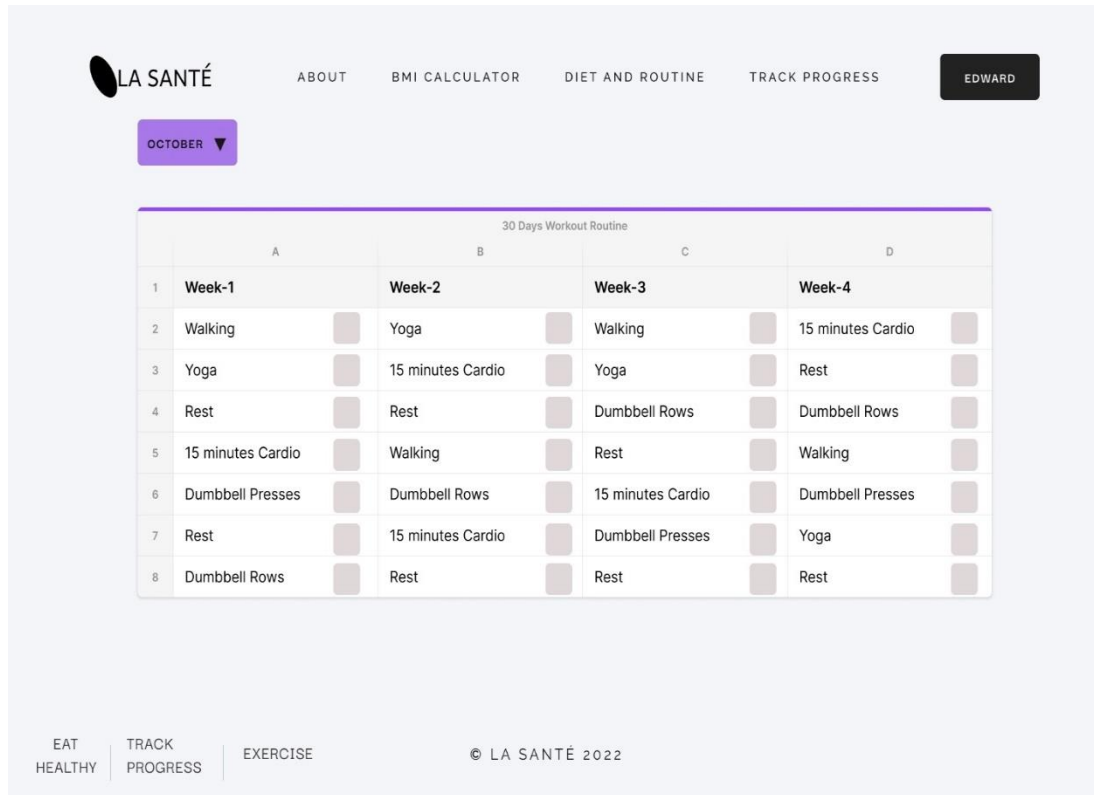 LA SANTÉ ABOUT BMI CALCULATOR DIET AND ROUTINE TRACK PROGRESS EDWARD
OCTOBER ▼
30 Days Workout Routine
A B C D
1 Week-1 Week-2 Week-3 Week-4
2 Walking Yoga Walking 15 minutes Cardio
3 Yoga 15 minutes Cardio Yoga Rest
4 Rest Rest Dumbbell Rows Dumbbell Rows
5 15 minutes Cardio Walking Rest Walking
6 Dumbbell Presses Dumbbell Rows 15 minutes Cardio Dumbbell Presses
7 Rest 15 minutes Cardio Dumbbell Presses Yoga
8 Dumbbell Rows Rest Rest Rest
EAT
HEALTHY
TRACK
PROGRESS
EXERCISE
© LA SANTÉ 2022